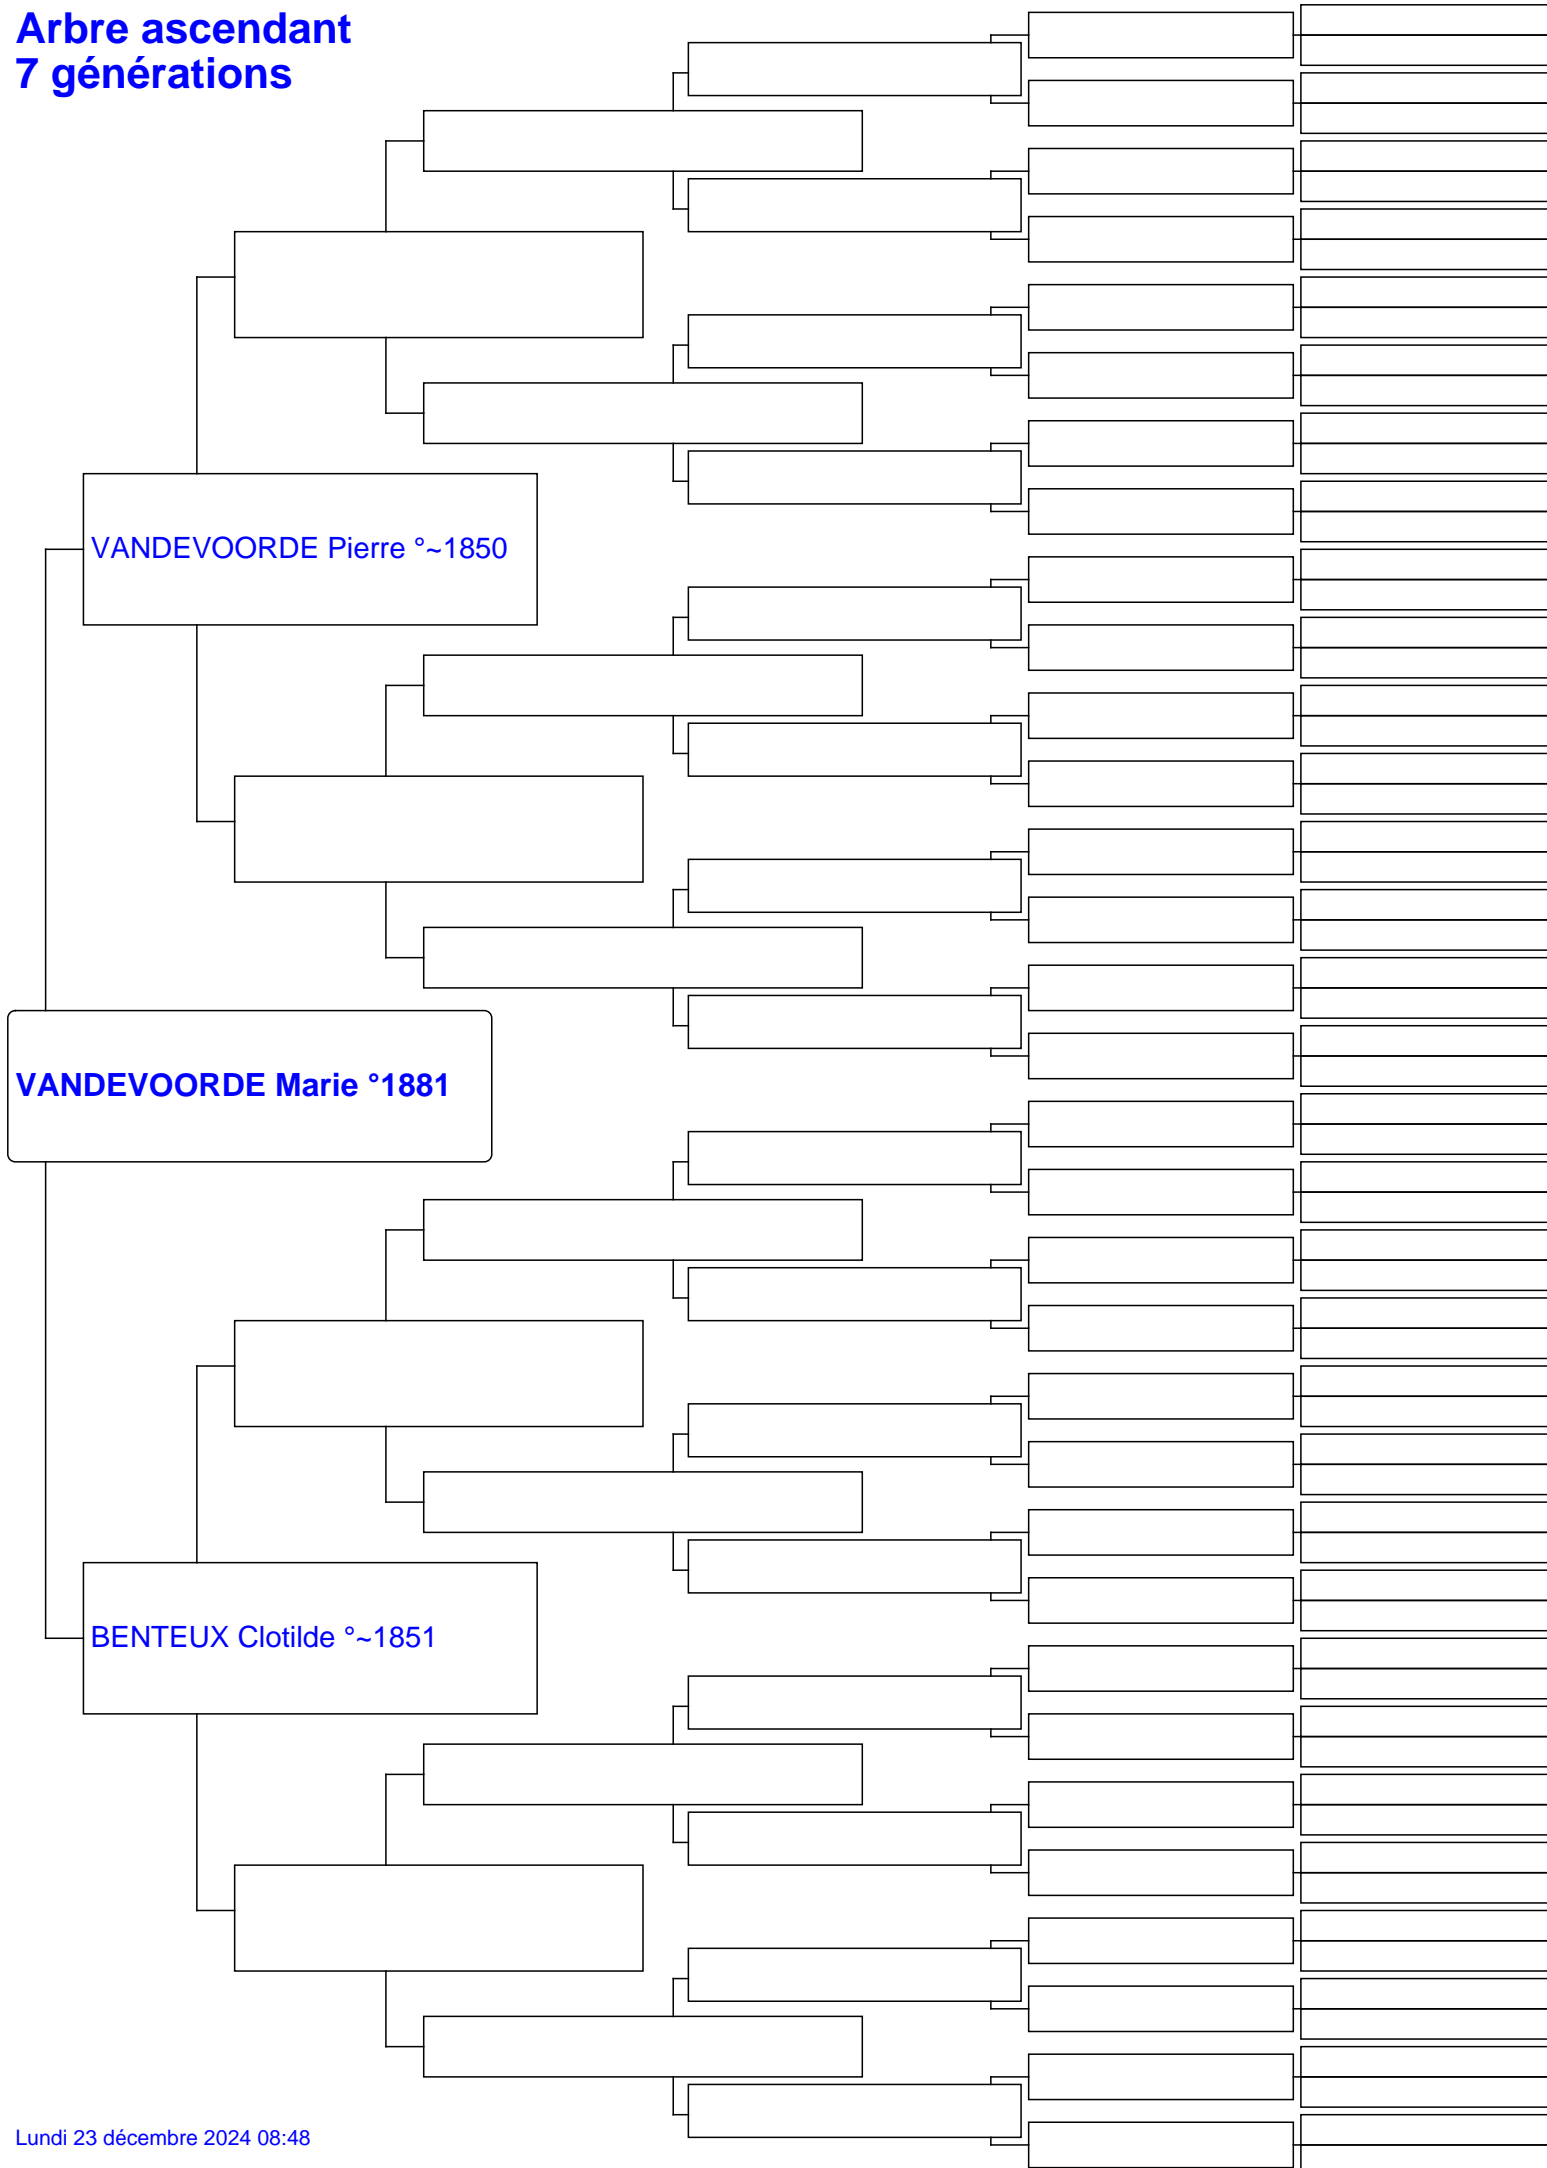 Arbre ascendant
7 générations
VANDEVOORDE Pierre °~1850
VANDEVOORDE Marie °1881
BENTEUX Clotilde °~1851
Lundi 23 décembre 2024 08:48